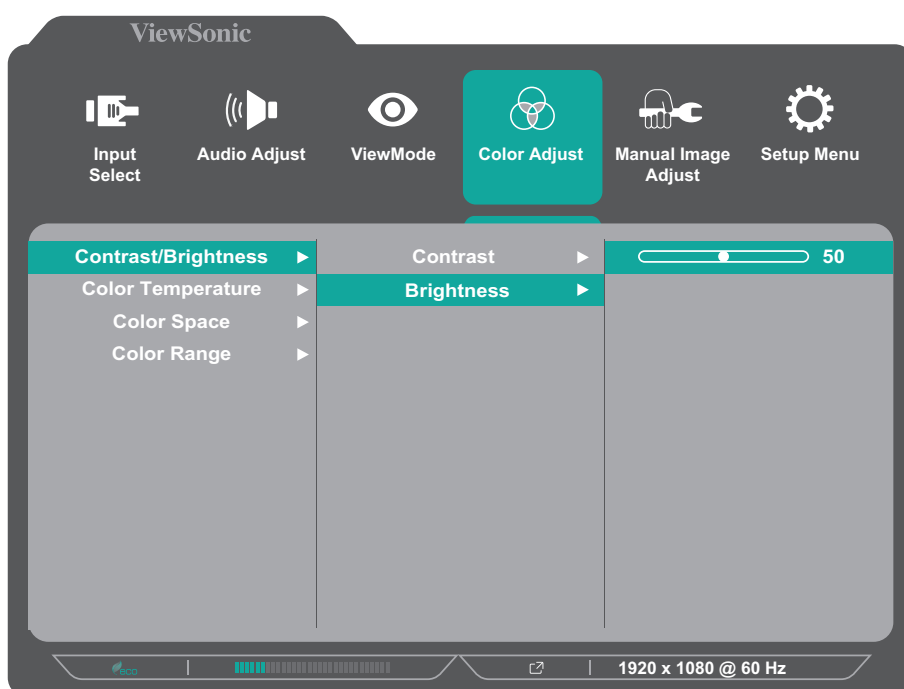 ViewSonic
Input Select
Audio Adjust
ViewMode
Color Adjust
Manual Image Adjust
Setup Menu
Contrast/Brightness
Contrast
50
Color Temperature
Brightness
Color Space
Color Range
eco
1920 x 1080 @ 60 Hz